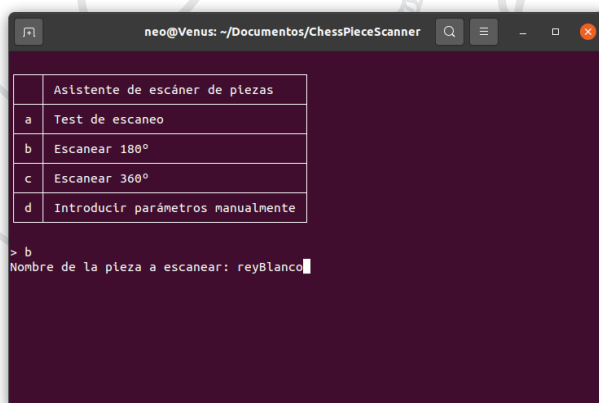 neo@Venus: ~/Documentos/ChessPieceScanner
Asistente de escáner de piezas
a Test de escaneo
b Escanear 180º
c Escanear 360º
d Introducir parámetros manualmente
> b
Nombre de la pieza a escanear: reyBlanco